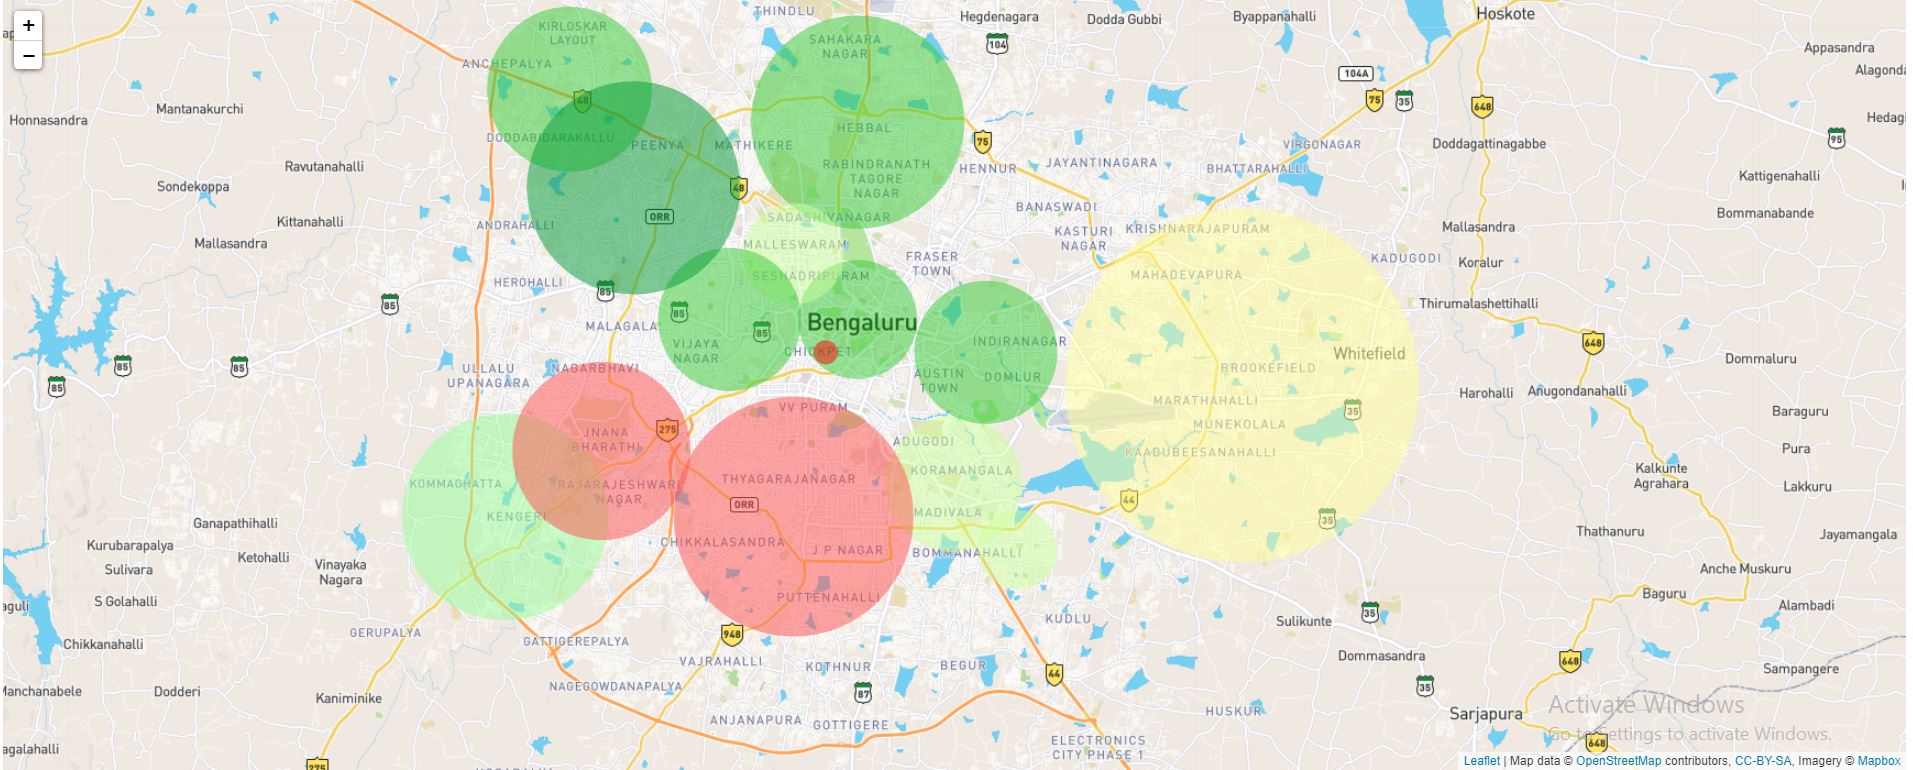 +
−
THINDLU
Hegdenagara
Dodda Gubbi
Byappanahalli
Hoskote
KIRLOSKAR
LAYOUT
SAHAKARA
NAGAR
104
Appasandra
ANCHEPALYA
104A
48
75
35
648
Mantanakurchi
Honnasandra
HEBBAL
DODDABIDARAKALLU
PEENYA
MATHIKERE
75
95
VIRGONAGAR
Doddagattinagabbe
Ravutanahalli
RABINDRANATH
TAGORE
NAGAR
HENNUR
JAYANTINAGARA
BHATTARAHALLI
Kattigenahalli
Sondekoppa
48
ORR
SADASHIVANAGAR
BANASWADI
Bommanabande
Kittanahalli
ANDRAHALLI
KASTURI
NAGAR
KRISHNARAJAPURAM
Mallasandra
Mallasandra
MALLESWARAM
FRASER
TOWN
KADUGODI
Koralur
SESHADRIPURAM
MAHADEVAPURA
HEROHALLI
85
85
Thirumalashettihalli
85
85
MALAGALA
Bengaluru
INDIRANAGAR
648
VIJAYA
NAGAR
CHICKPET
Whitefield
Dommaluru
85
85
85
ULLALU
UPANAGARA
NAGARBHAVI
AUSTIN
TOWN
DOMLUR
BROOKEFIELD
Harohalli
Anugondanahalli
VV PURAM
MARATHAHALLI
35
Baraguru
275
JNANA
BHARATHI
ADUGODI
MUNEKOLALA
Pura
KAADUBEESANAHALLI
KOMMAGHATTA
RAJARAJESHWARI
NAGAR
THYAGARAJANAGAR
KORAMANGALA
Kalkunte
Agrahara
Lakkuru
ORR
44
KENGERI
MADIVALA
35
Ganapathihalli
Thathanuru
Jayamangala
Kurubarapalya
CHIKKALASANDRA
J P NAGAR
BOMMANAHALLI
Ketohalli
Vinayaka
Nagara
Sulivara
Anche Muskuru
S Golahalli
PUTTENAHALLI
Baguru
Alambadi
KUDLU
35
Sulikunte
GERUPALYA
948
Chikkanahalli
GATTIGEREPALYA
VAJRAHALLI
KOTHNUR
BEGUR
Dommasandra
648
Sampangere
44
Manchanabele
Dodderi
Kaniminike
NAGEGOWDANAPALYA
87
35
HUSKUR
Sarjapura
ANJANAPURA
GOTTIGERE
Activate Windows
Go to Settings to activate Windows.
648
ELECTRONICS
CITY PHASE 1
275
Leaflet | Map data © OpenStreetMap contributors, CC-BY-SA, Imagery © Mapbox